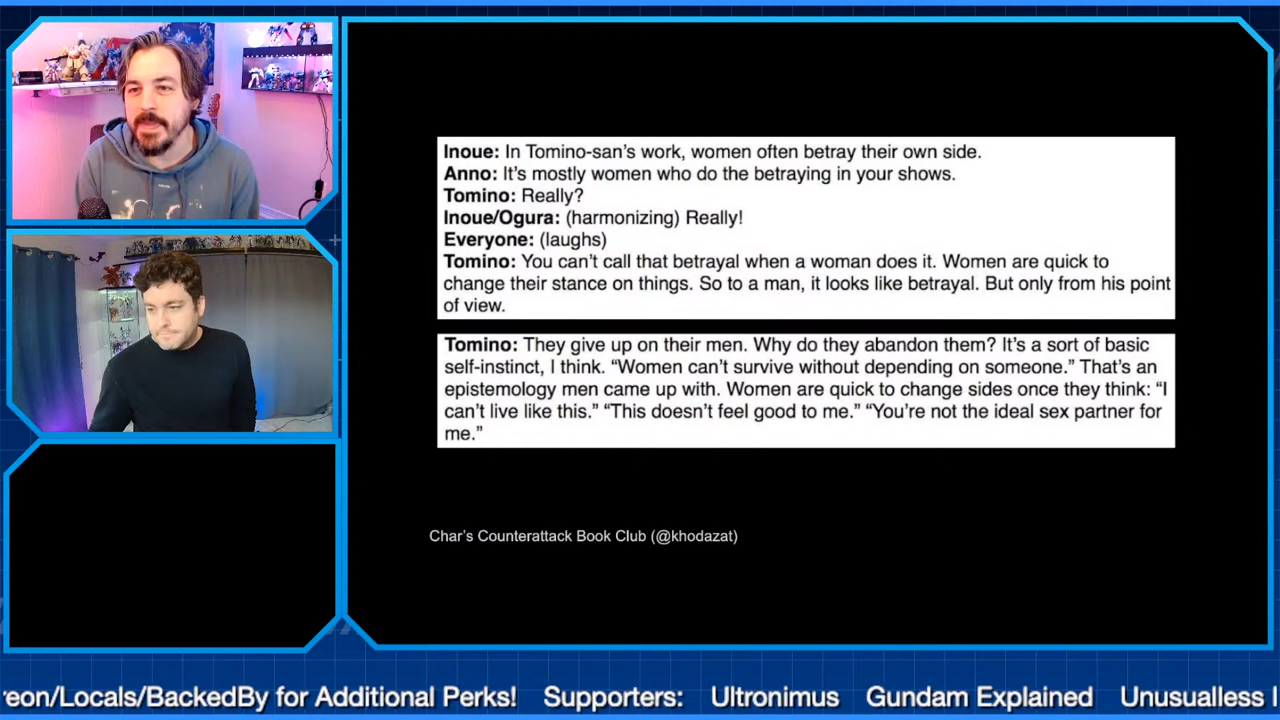 Inoue: In Tomino-san's work, women often betray their own side.
Anno: It's mostly women who do the betraying in your shows.
Tomino: Really?
Inoue/Ogura: (harmonizing) Really!
Everyone: (laughs)
Tomino: You can't call that betrayal when a woman does it. Women are quick to
change their stance on things. So to a man, it looks like betrayal. But only from his point
of view.
Tomino: They give up on their men. Why do they abandon them? It's a sort of basic
self-instinct, I think. “Women can't survive without depending on someone.” That's an
epistemology men came up with. Women are quick to change sides once they think: “I
can't live like this.” “This doesn't feel good to me.” “You're not the ideal sex partner for
me.”
Char's Counterattack Book Club (@khodazat)
reon/Locals/BackedBy for Additional Perks! Supporters: Ultronimus Gundam Explained Unusualless